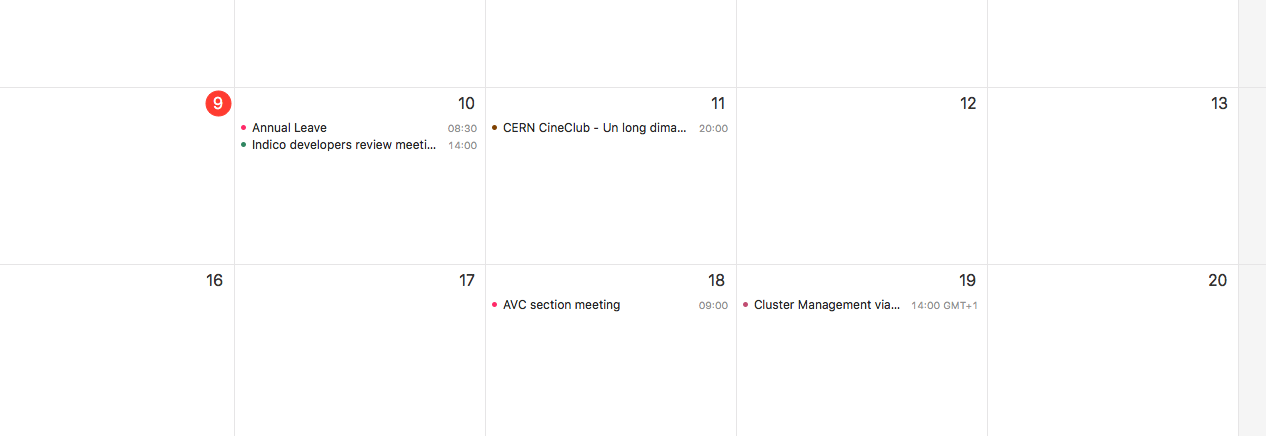 9 10 11 12 13
Annual Leave 08:30 CERN CineClub - Un long dima... 20:00
Indico developers review meeti... 14:00
16 17 18 19 20
AVC section meeting 09:00 Cluster Management via... 14:00 GMT+1